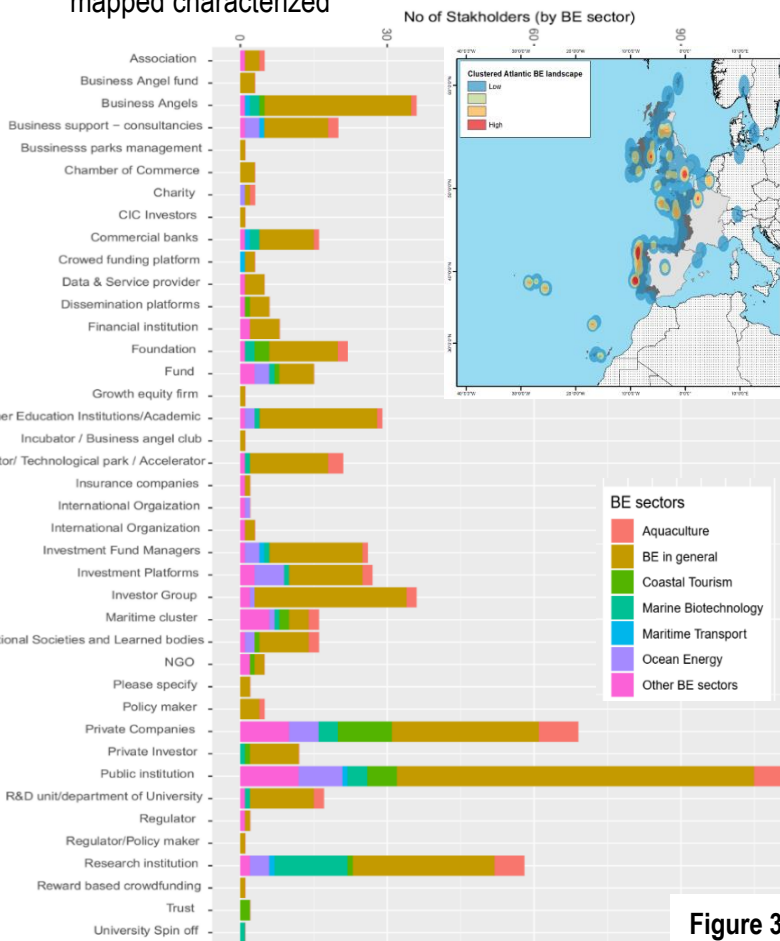 mapped characterized
No of Stakholders (by BE sector)
0
30
60
90
Association
Business Angel fund
Business Angels
Business support – consultancies
Bussinesss parks management
Chamber of Commerce
Charity
CIC Investors
Commercial banks
Crowed funding platform
Data & Service provider
Dissemination platforms
Financial institution
Foundation
Fund
Growth equity firm
er Education Institutions/Academic
Incubator / Business angel club
tor/ Technological park / Accelerator
Insurance companies
International Orgaization
International Organization
Investment Fund Managers
Investment Platforms
Investor Group
Maritime cluster
tional Societies and Learned bodies
NGO
Please specify
Policy maker
Private Companies
Private Investor
Public institution
R&D unit/department of University
Regulator
Regulator/Policy maker
Research institution
Reward based crowdfunding
Trust
University Spin off
Clustered Atlantic BE landscape
Low
High
BE sectors
Aquaculture
BE in general
Coastal Tourism
Marine Biotechnology
Maritime Transport
Ocean Energy
Other BE sectors
Figure 3